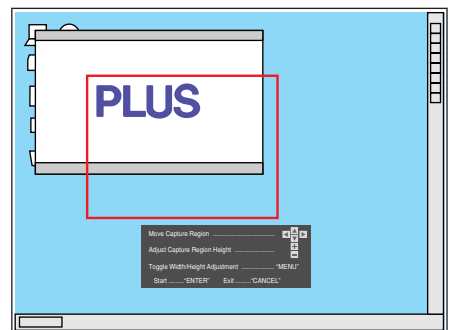 PLUS
Move Capture Region ..............................
Adjust Capture Region Height ...................
Toggle Width/Height Adjustment ................ "MENU"
Start ........"ENTER" Exit ........."CANCEL"